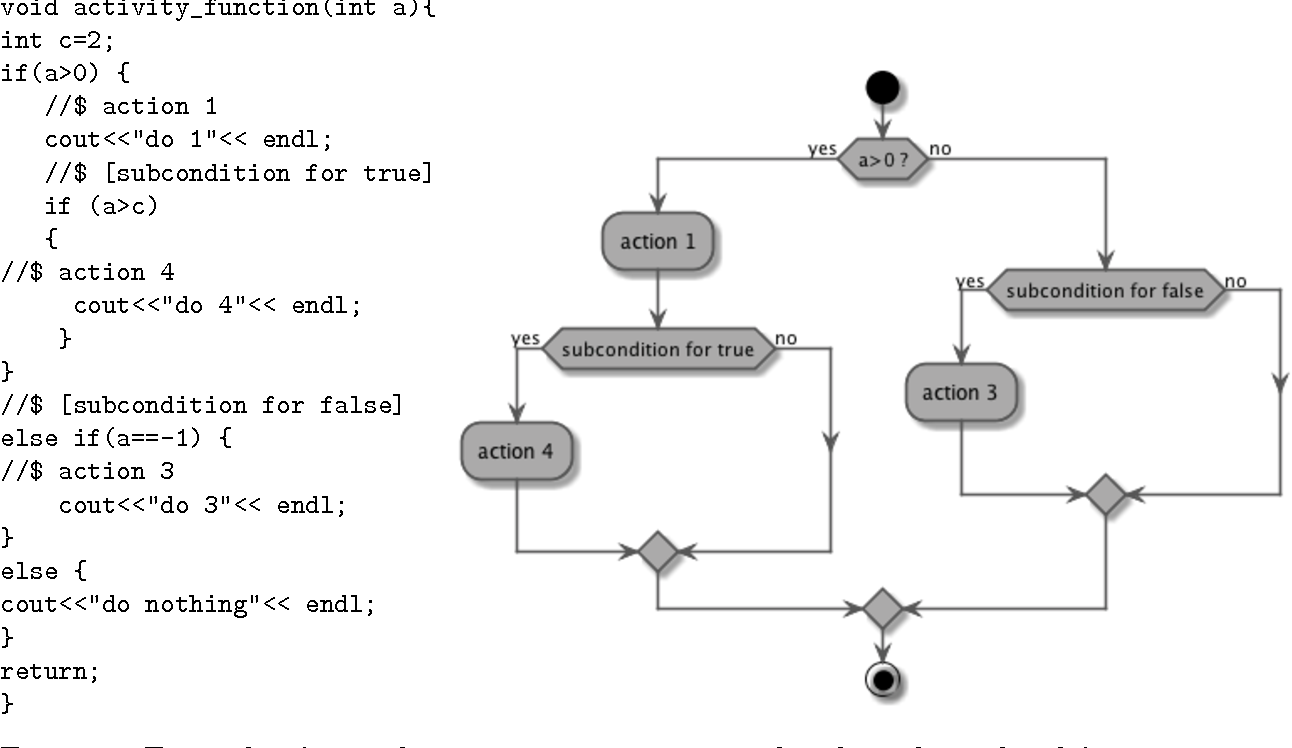 void activity_function(int a){
int c=2;
if(a>0) {
//$ action 1
cout<<"do 1"<< endl;
//$ [subcondition for true]
if (a>c)
{
//$ action 4
cout<<"do 4"<< endl;
}
}
//$ [subcondition for false]
else if(a==-1) {
//$ action 3
cout<<"do 3"<< endl;
}
else {
cout<<"do nothing"<< endl;
}
return;
}
yes
a>0 ?
no
action 1
yes
subcondition for true
no
action 4
yes
subcondition for false
no
action 3